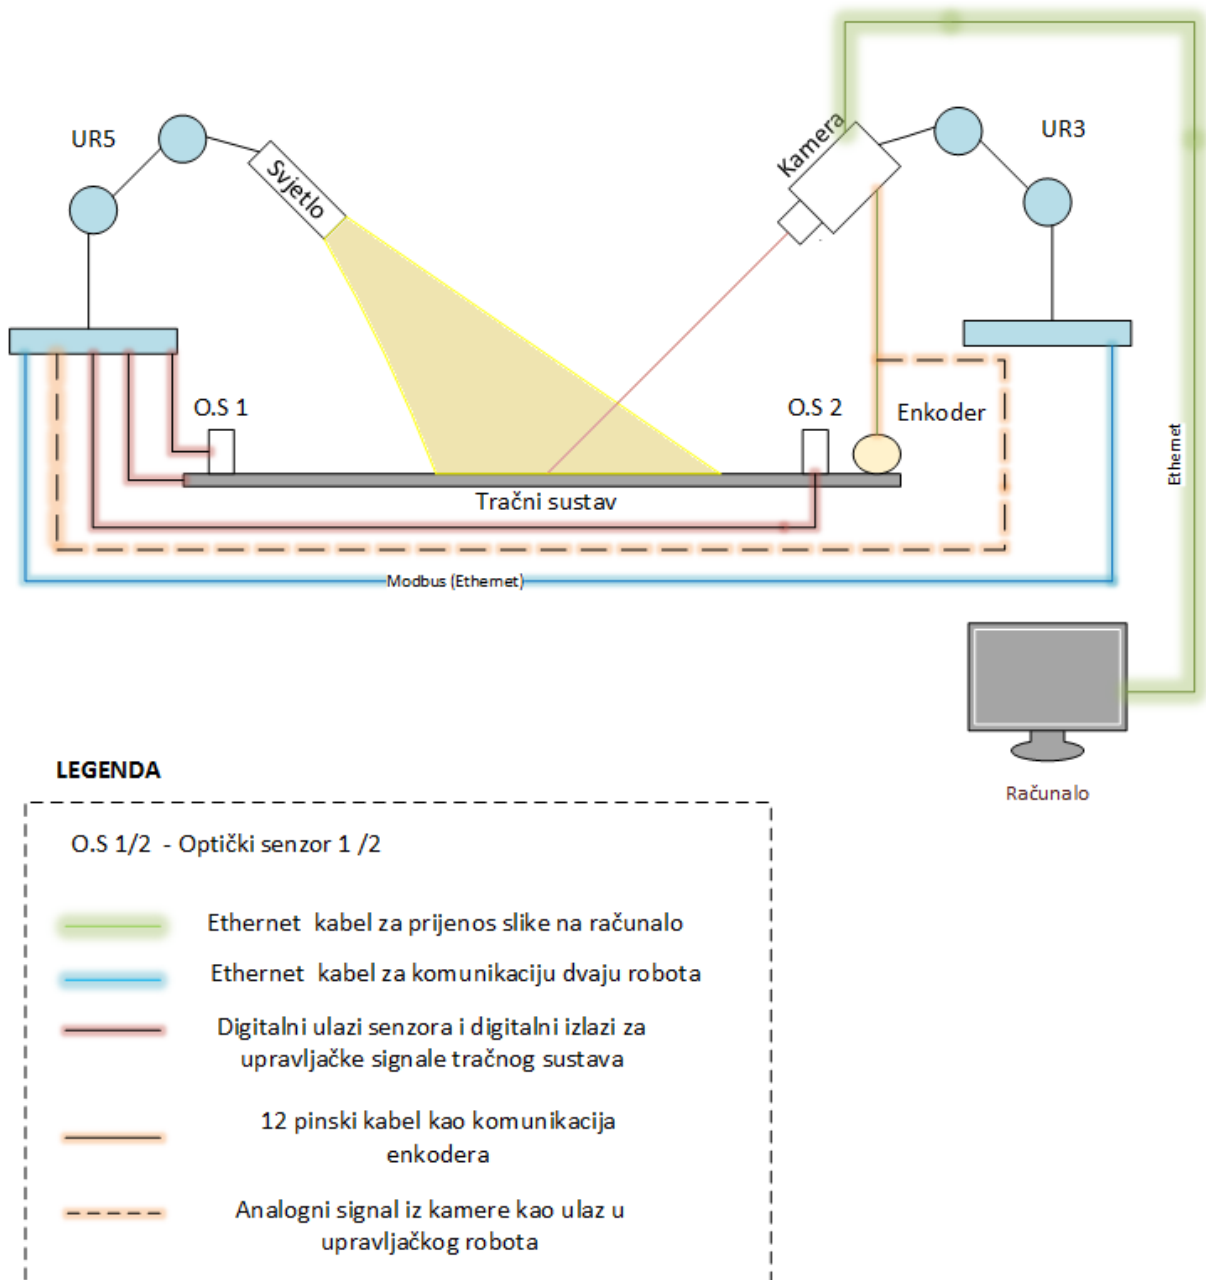 UR5
Svjetlo
Kamera
UR3
O.S 1
O.S 2
Enkoder
Ethernet
Tračni sustav
Modbus (Ethernet)
Računalo
LEGENDA
O.S 1/2  - Optički senzor 1 /2
Ethernet  kabel za prijenos slike na računalo
Ethernet  kabel za komunikaciju dvaju robota
Digitalni ulazi senzora i digitalni izlazi za
upravljačke signale tračnog sustava
12 pinski kabel kao komunikacija
enkodera
Analogni signal iz kamere kao ulaz u
upravljačkog robota